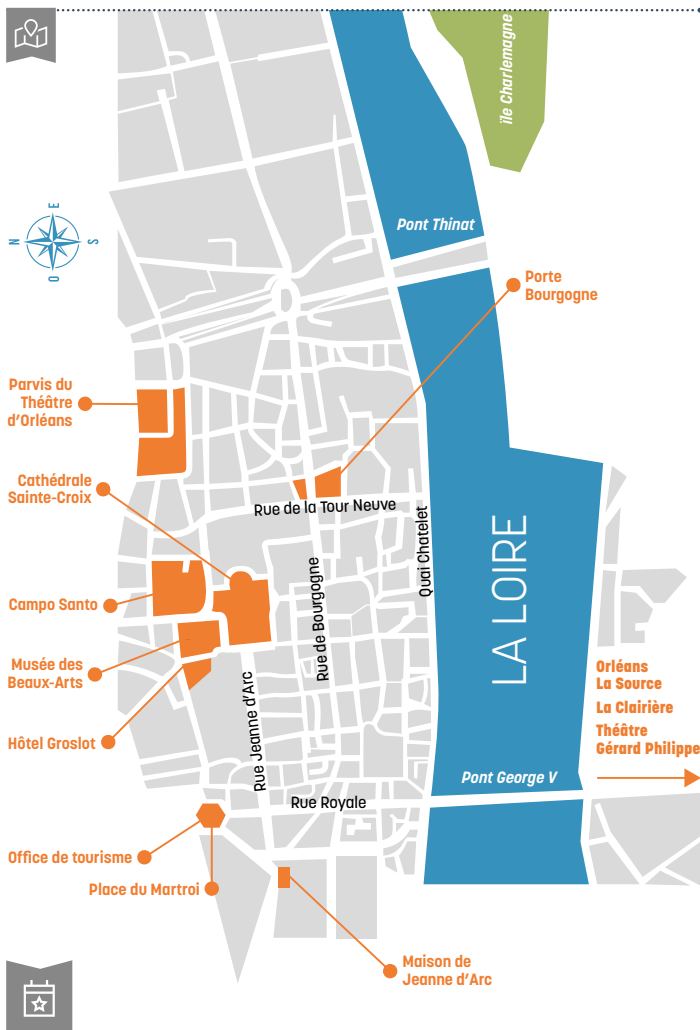 île Charlemagne
Pont Thinat
E
N
S
O
Porte
Bourgogne
Parvis du
Théâtre
d'Orléans
Cathédrale
Sainte-Croix
Rue de la Tour Neuve
Quai Chatelet
LA LOIRE
Rue de Bourgogne
Campo Santo
Musée des
Beaux-Arts
Orléans
La Source
La Clairière
Théâtre
Gérard Philippe
Rue Jeanne d'Arc
Hôtel Groslot
Pont George V
Rue Royale
Office de tourisme
Place du Martroi
Maison de
Jeanne d'Arc